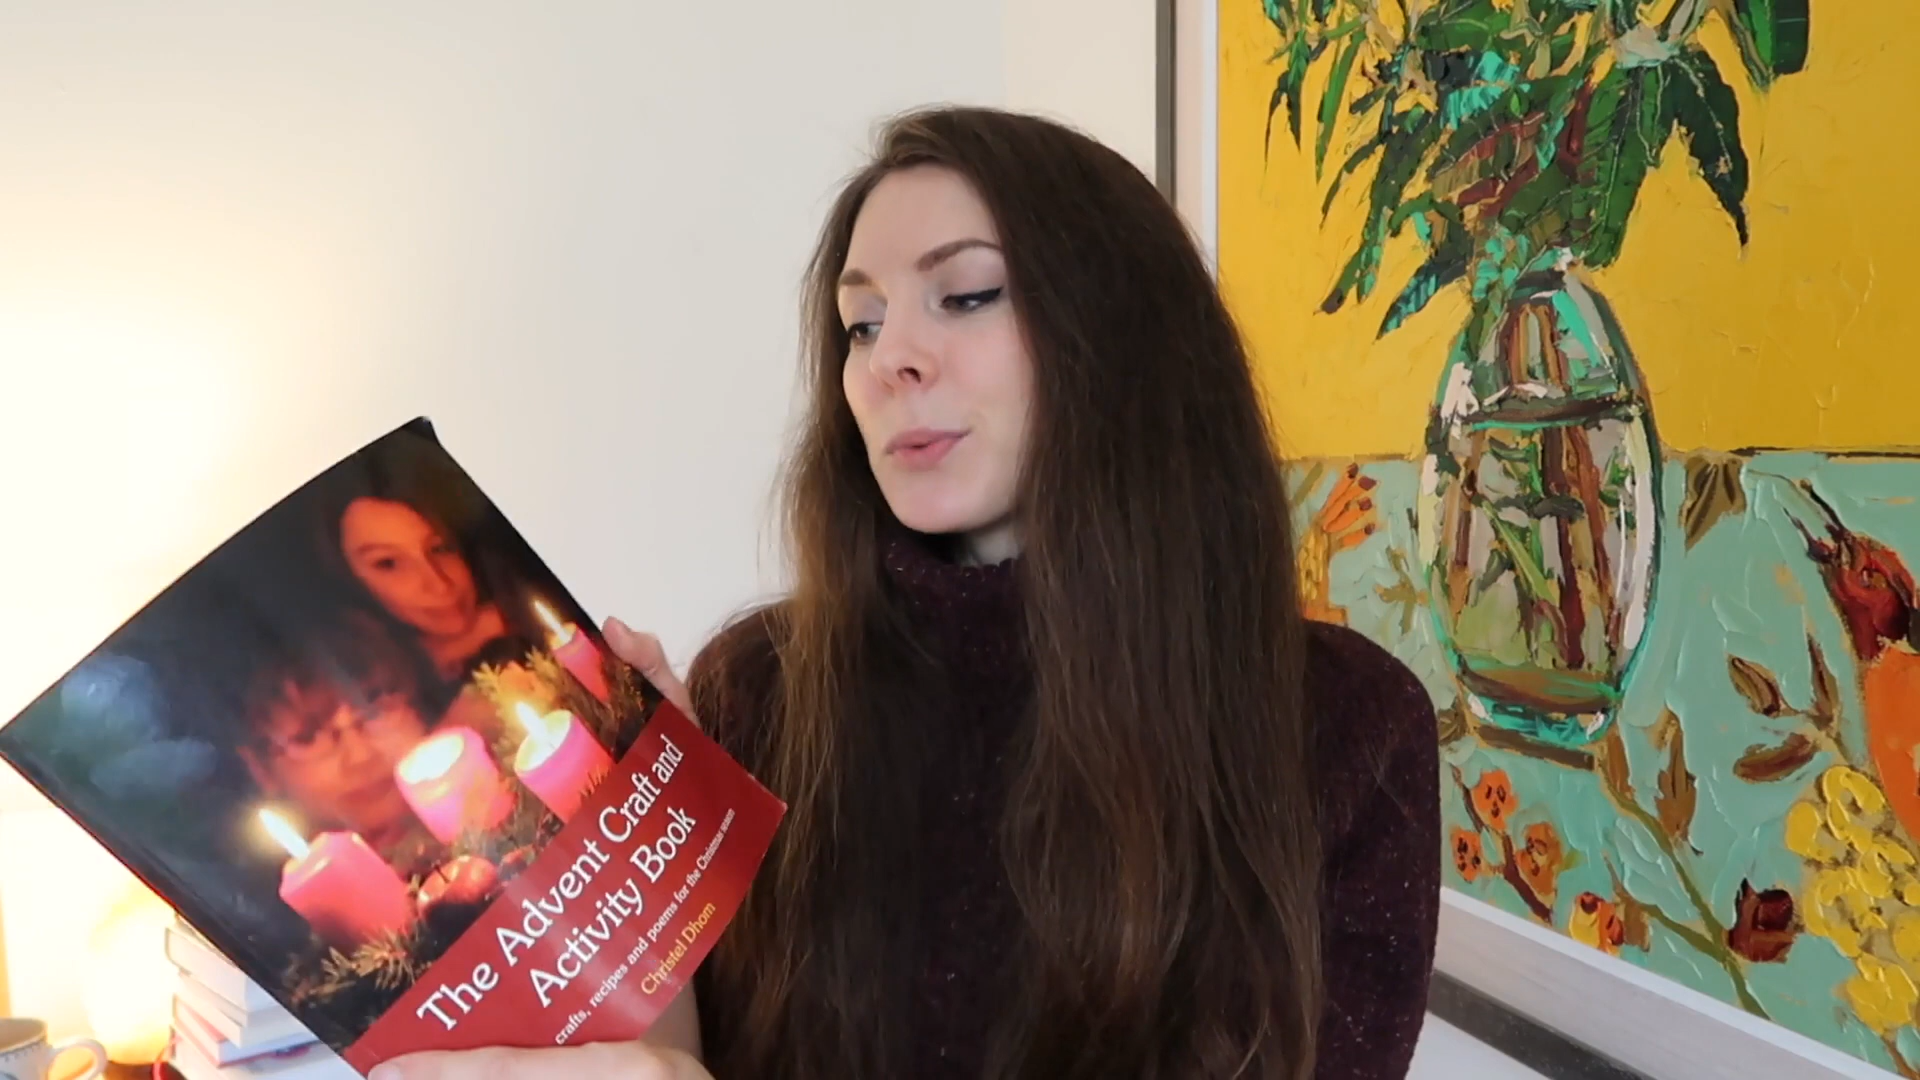 The Advent Craft and
Activity Book
crafts, recipes and poems for the Christmas season
Christel Dhom